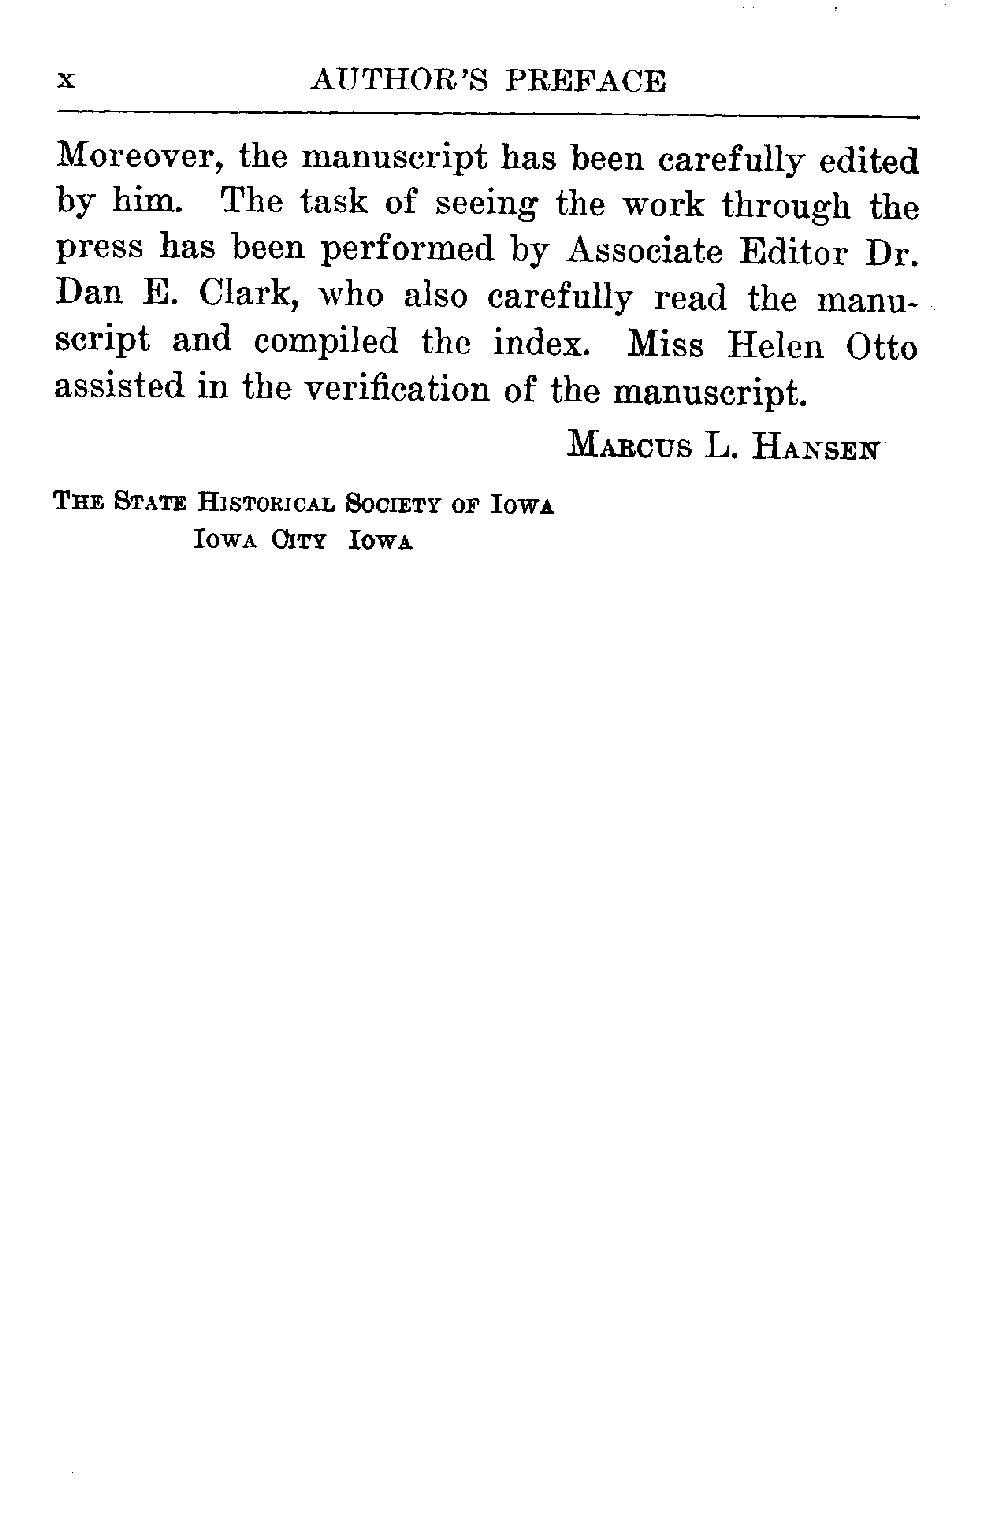 x AUTHOR'S PREFACE
Moreover, the manuscript has been carefully edited
by him. The task of seeing the work through the
press has been performed by Associate Editor Dr.
Dan E. Clark, who also carefully read the manu-
script and compiled the index. Miss Helen Otto
assisted in the verification of the manuscript.
MARCUS L. HANSEN
THE STATE HISTORICAL SOCIETY OF IOWA
IOWA CITY IOWA